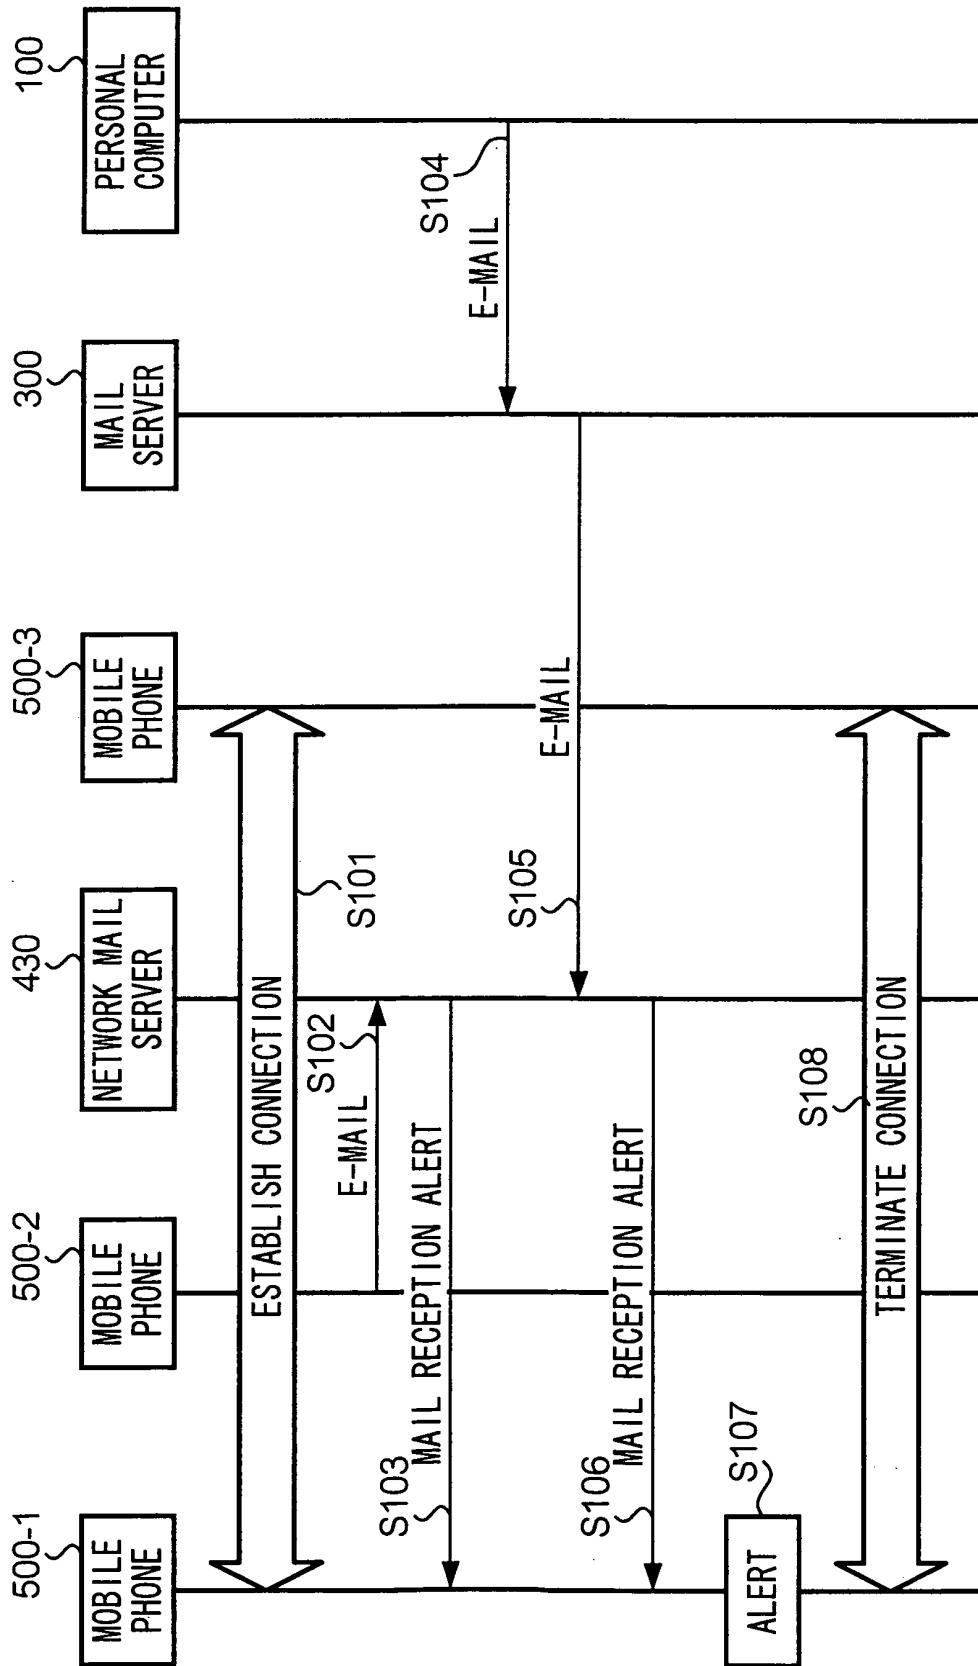 500-1
500-2
430
500-3
300
100
MOBILE
PHONE
MOBILE
PHONE
NETWORK MAIL
SERVER
MOBILE
PHONE
MAIL
SERVER
PERSONAL
COMPUTER
ESTABLISH CONNECTION
S101
E-MAIL
S102
S103
MAIL RECEPTION ALERT
E-MAIL
S104
S105
E-MAIL
S106
MAIL RECEPTION ALERT
S107
ALERT
S108
TERMINATE CONNECTION